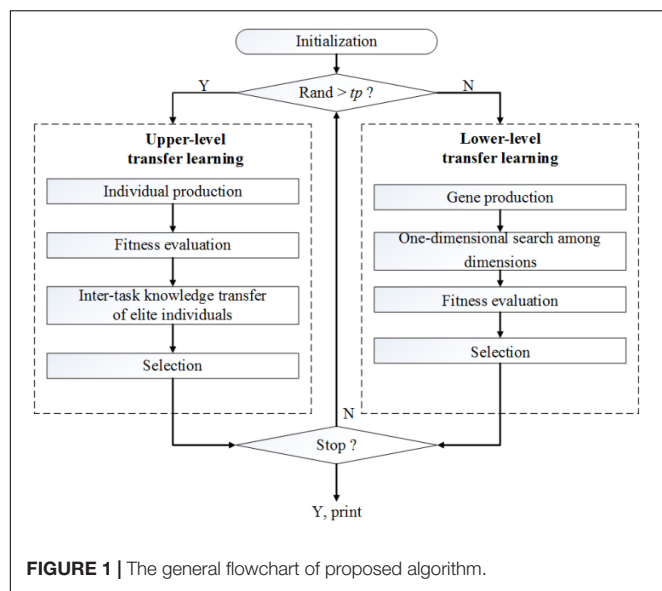 Initialization
Rand > tp ?
Y
N
Upper-level
transfer learning
Individual production
Fitness evaluation
Inter-task knowledge transfer
of elite individuals
Selection
Lower-level
transfer learning
Gene production
One-dimensional search among
dimensions
Fitness evaluation
Selection
N
Stop ?
Y, print
FIGURE 1 | The general flowchart of proposed algorithm.